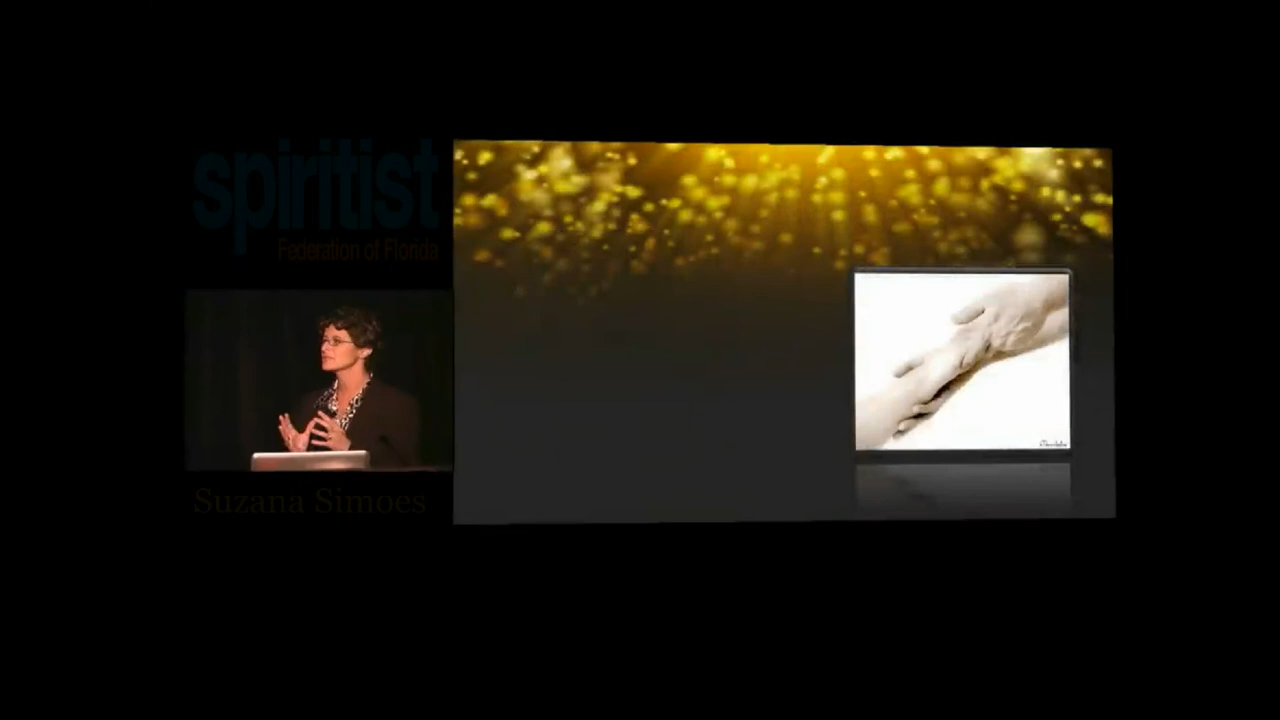 spiritist
Federation of Florida
Suzana Simoes